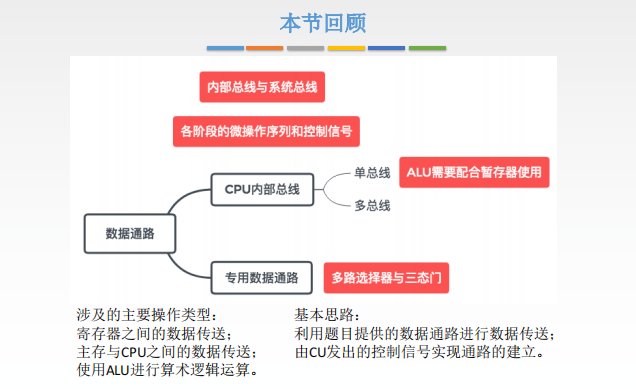 本节回顾
内部总线与系统总线
各阶段的微操作序列和控制信号
单总线
ALU需要配合暂存器使用
CPU内部总线
多总线
数据通路
专用数据通路
多路选择器与三态门
涉及的主要操作类型：
寄存器之间的数据传送；
主存与CPU之间的数据传送；
使用ALU进行算术逻辑运算。
基本思路：
利用题目提供的数据通路进行数据传送；
由CU发出的控制信号实现通路的建立。